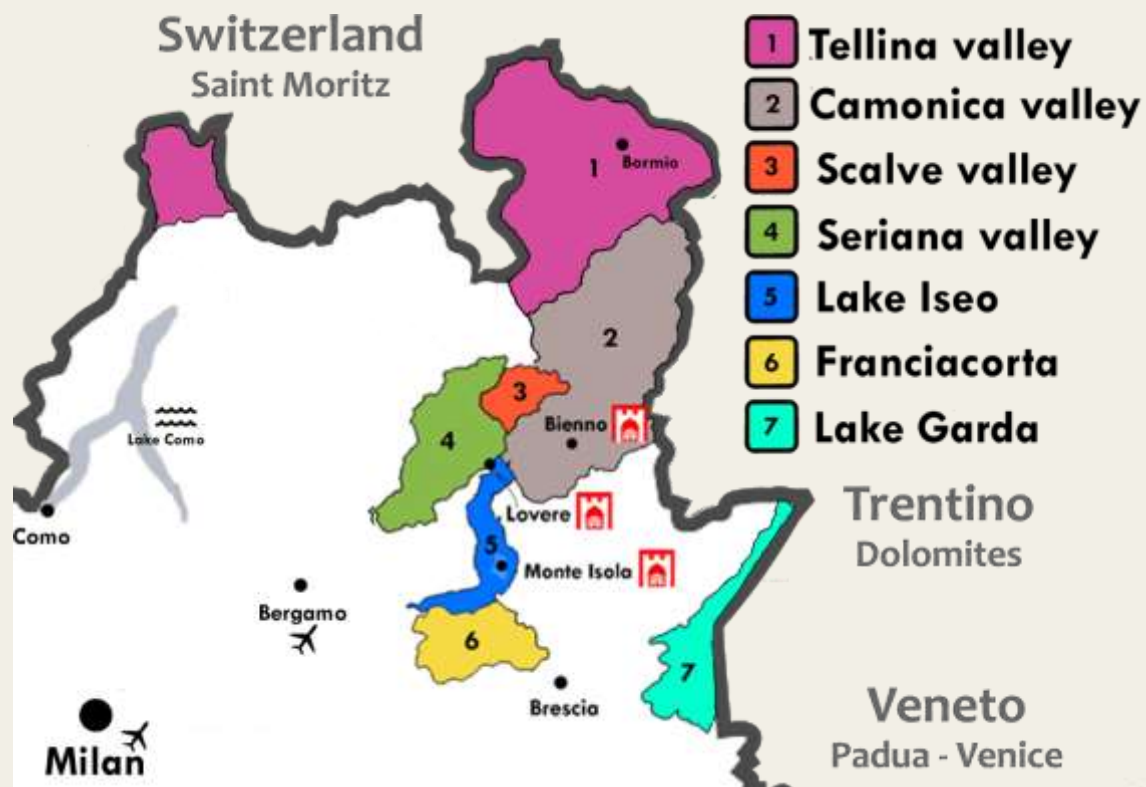 Switzerland
Saint Moritz
1 Tellina valley
2 Camonica valley
3 Scalve valley
4 Seriana valley
5 Lake Iseo
6 Franciacorta
7 Lake Garda
1
Bormio
2
3
4
Bienno
Lake Como
Lovere
Como
5
Monte Isola
Trentino
Dolomites
Bergamo
6
7
Brescia
Milan
Veneto
Padua - Venice